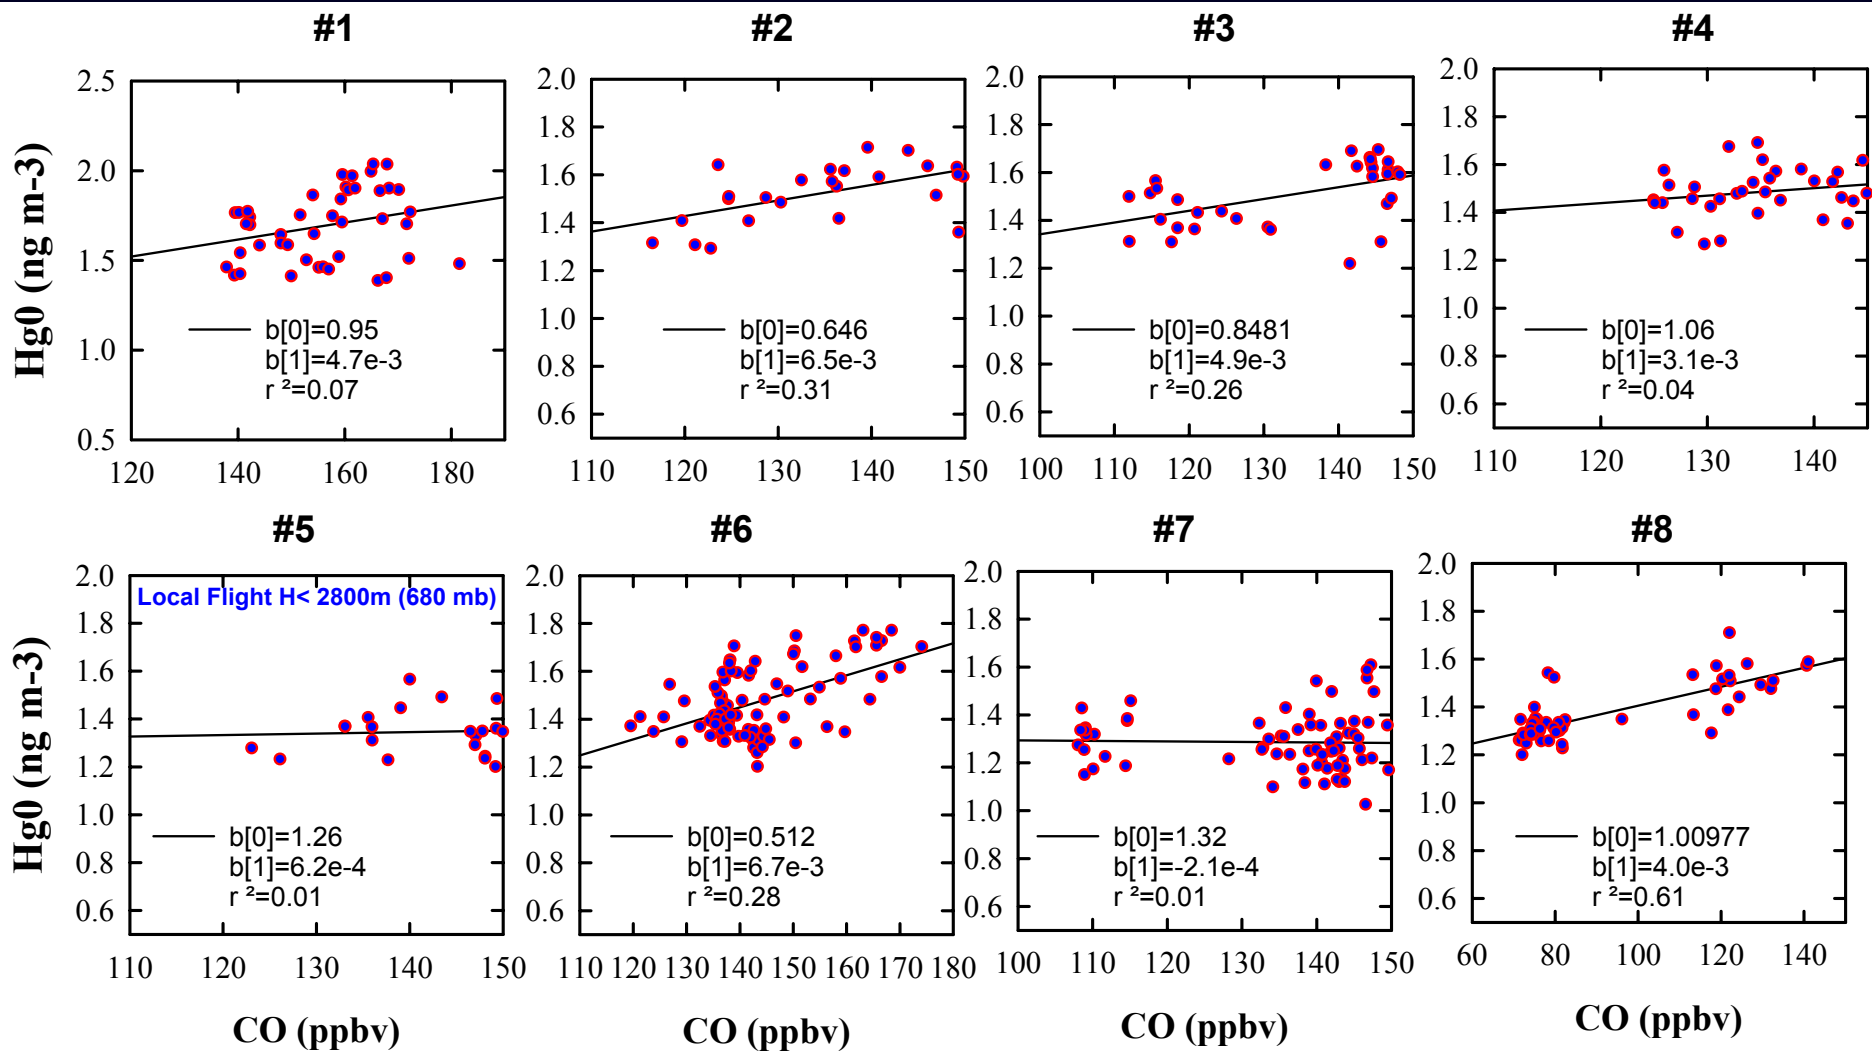 #1 #2 #3 #4
Hg0 (ng m-3)
2.5
2.0
1.5
1.0
0.5
120 140 160 180
b[0]=0.95
b[1]=4.7e-3
r ²=0.07
2.0
1.8
1.6
1.4
1.2
1.0
0.8
0.6
110 120 130 140 150
b[0]=0.646
b[1]=6.5e-3
r ²=0.31
2.0
1.8
1.6
1.4
1.2
1.0
0.8
0.6
100 110 120 130 140 150
b[0]=0.8481
b[1]=4.9e-3
r ²=0.26
2.0
1.8
1.6
1.4
1.2
1.0
0.8
0.6
110 120 130 140
b[0]=1.06
b[1]=3.1e-3
r ²=0.04
#5 #6 #7 #8
Hg0 (ng m-3)
2.0
1.8
1.6
1.4
1.2
1.0
0.8
0.6
Local Flight H< 2800m (680 mb)
110 120 130 140 150
b[0]=1.26
b[1]=6.2e-4
r ²=0.01
CO (ppbv)
2.0
1.8
1.6
1.4
1.2
1.0
0.8
0.6
110 120 130 140 150 160 170 180
b[0]=0.512
b[1]=6.7e-3
r ²=0.28
CO (ppbv)
2.0
1.8
1.6
1.4
1.2
1.0
0.8
0.6
100 110 120 130 140 150
b[0]=1.32
b[1]=-2.1e-4
r ²=0.01
CO (ppbv)
2.0
1.8
1.6
1.4
1.2
1.0
0.8
0.6
60 80 100 120 140
b[0]=1.00977
b[1]=4.0e-3
r ²=0.61
CO (ppbv)